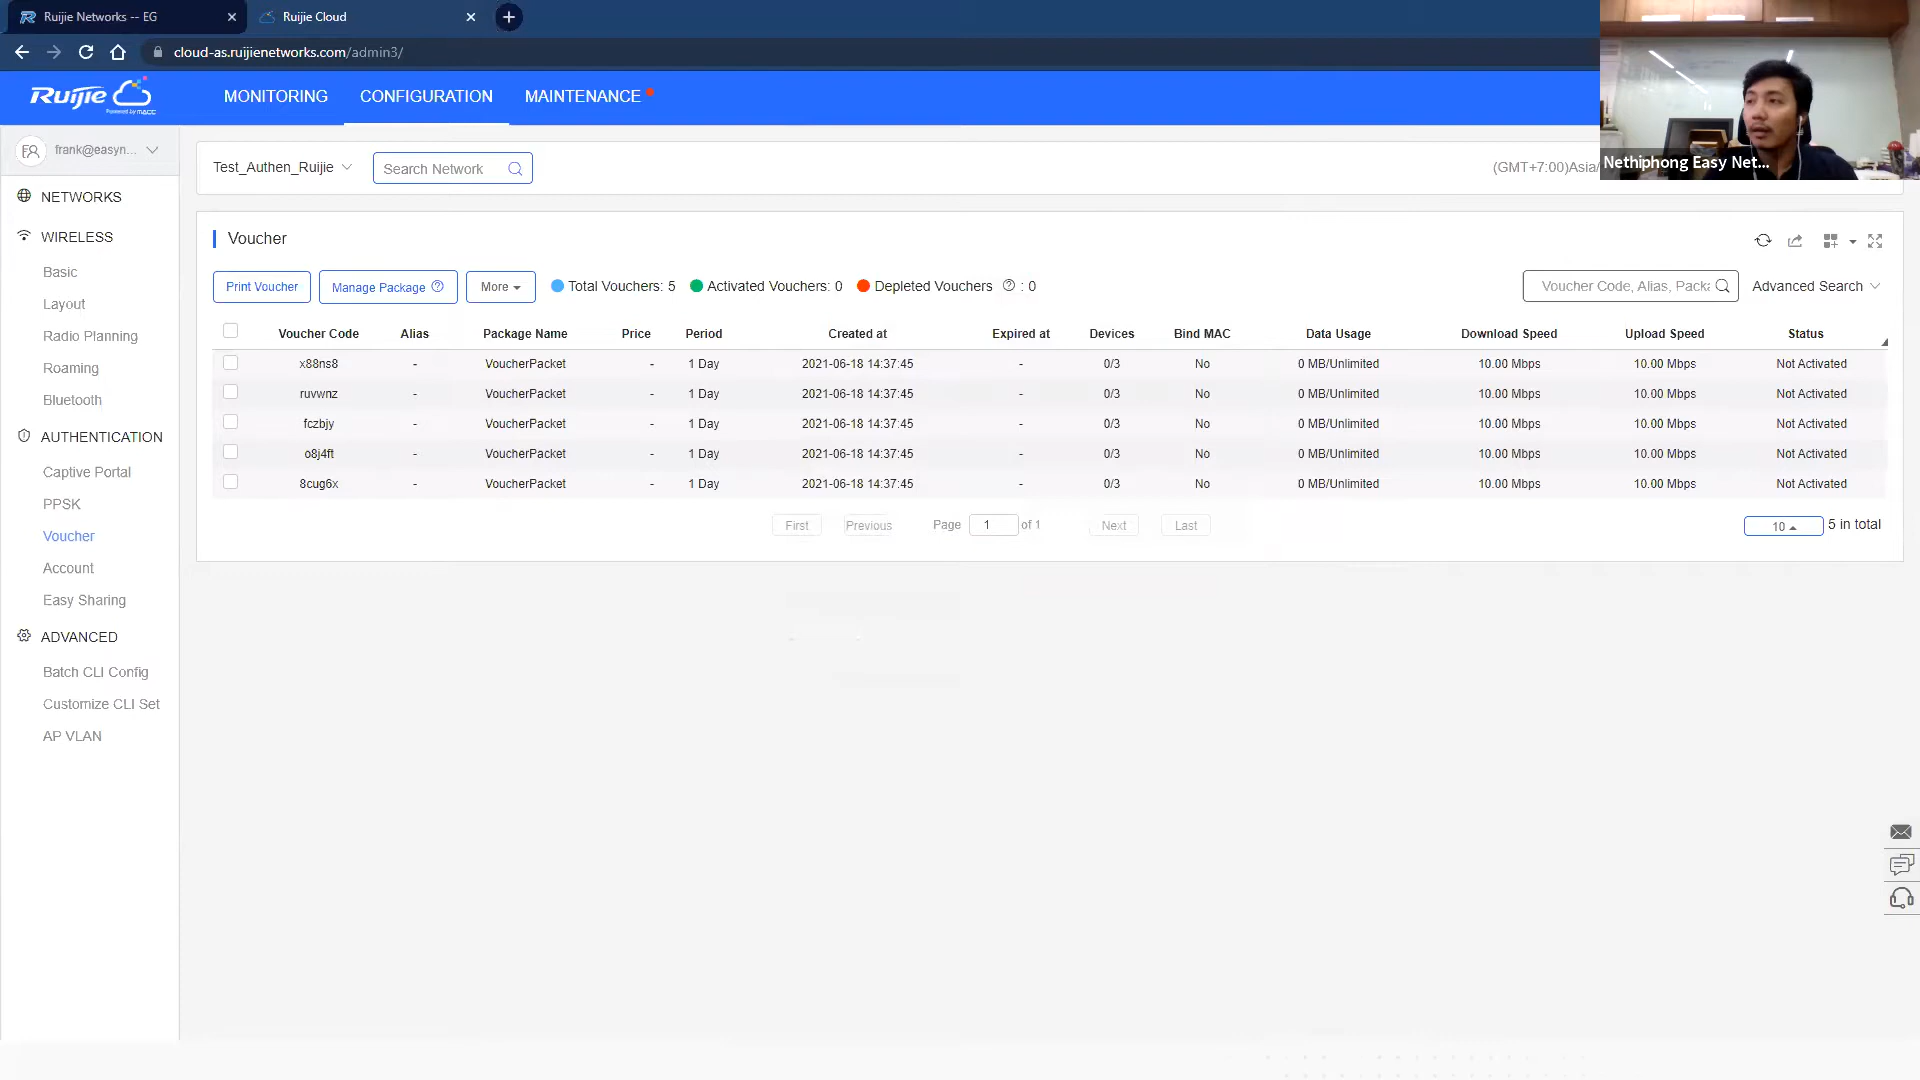 Ruijie Networks -- EG
Ruijie Cloud
cloud-as.ruijienetworks.com/admin3/
Ruijie
Powered by MACC
MONITORING
CONFIGURATION
MAINTENANCE
frank@easyn...
Test_Authen_Ruijie
Search Network
(GMT+7:00)Asia/
Nethiphong Easy Net...
NETWORKS
WIRELESS
Basic
Layout
Radio Planning
Roaming
Bluetooth
AUTHENTICATION
Captive Portal
PPSK
Voucher
Account
Easy Sharing
ADVANCED
Batch CLI Config
Customize CLI Set
AP VLAN
Voucher
Print Voucher
Manage Package
More
Total Vouchers: 5
Activated Vouchers: 0
Depleted Vouchers : 0
Voucher Code, Alias, Packa
Advanced Search
Voucher Code Alias Package Name Price Period Created at Expired at Devices Bind MAC Data Usage Download Speed Upload Speed Status
x88ns8 - VoucherPacket - 1 Day 2021-06-18 14:37:45 - 0/3 No 0 MB/Unlimited 10.00 Mbps 10.00 Mbps Not Activated
ruvwnz - VoucherPacket - 1 Day 2021-06-18 14:37:45 - 0/3 No 0 MB/Unlimited 10.00 Mbps 10.00 Mbps Not Activated
fczbjy - VoucherPacket - 1 Day 2021-06-18 14:37:45 - 0/3 No 0 MB/Unlimited 10.00 Mbps 10.00 Mbps Not Activated
o8j4ft - VoucherPacket - 1 Day 2021-06-18 14:37:45 - 0/3 No 0 MB/Unlimited 10.00 Mbps 10.00 Mbps Not Activated
8cug6x - VoucherPacket - 1 Day 2021-06-18 14:37:45 - 0/3 No 0 MB/Unlimited 10.00 Mbps 10.00 Mbps Not Activated
First Previous Page 1 of 1 Next Last 10 5 in total